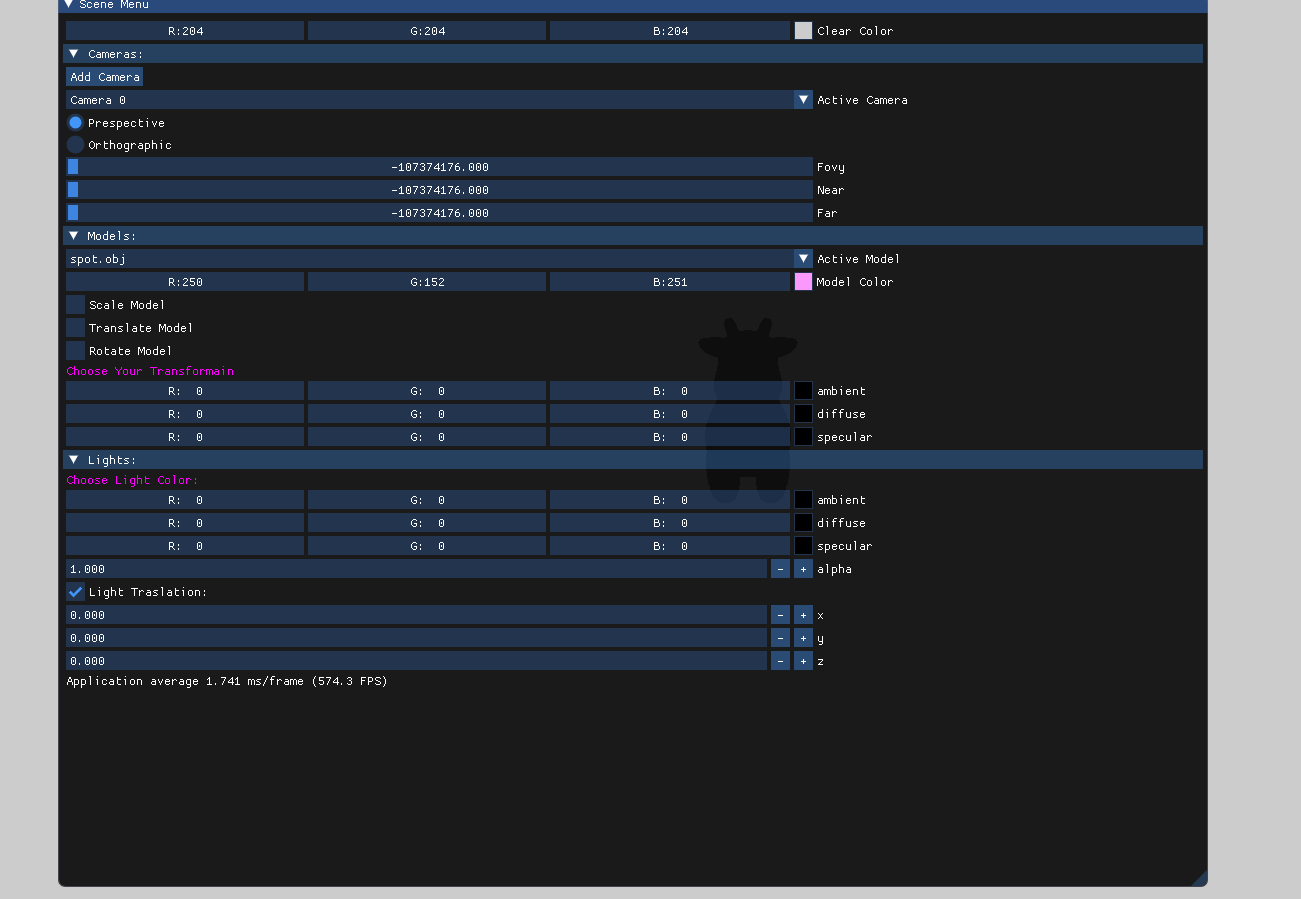 Scene Menu
R:204 G:204 B:204 Clear Color
Cameras:
Add Camera
Camera 0 Active Camera
Prespective
Orthographic
-107374176.000 Fovy
-107374176.000 Near
-107374176.000 Far
Models:
spot.obj Active Model
R:250 G:152 B:251 Model Color
Scale Model
Translate Model
Rotate Model
Choose Your Transformain
R: 0 G: 0 B: 0 ambient
R: 0 G: 0 B: 0 diffuse
R: 0 G: 0 B: 0 specular
Lights:
Choose Light Color:
R: 0 G: 0 B: 0 ambient
R: 0 G: 0 B: 0 diffuse
R: 0 G: 0 B: 0 specular
1.000 - + alpha
Light Traslation:
0.000 - + x
0.000 - + y
0.000 - + z
Application average 1.741 ms/frame (574.3 FPS)